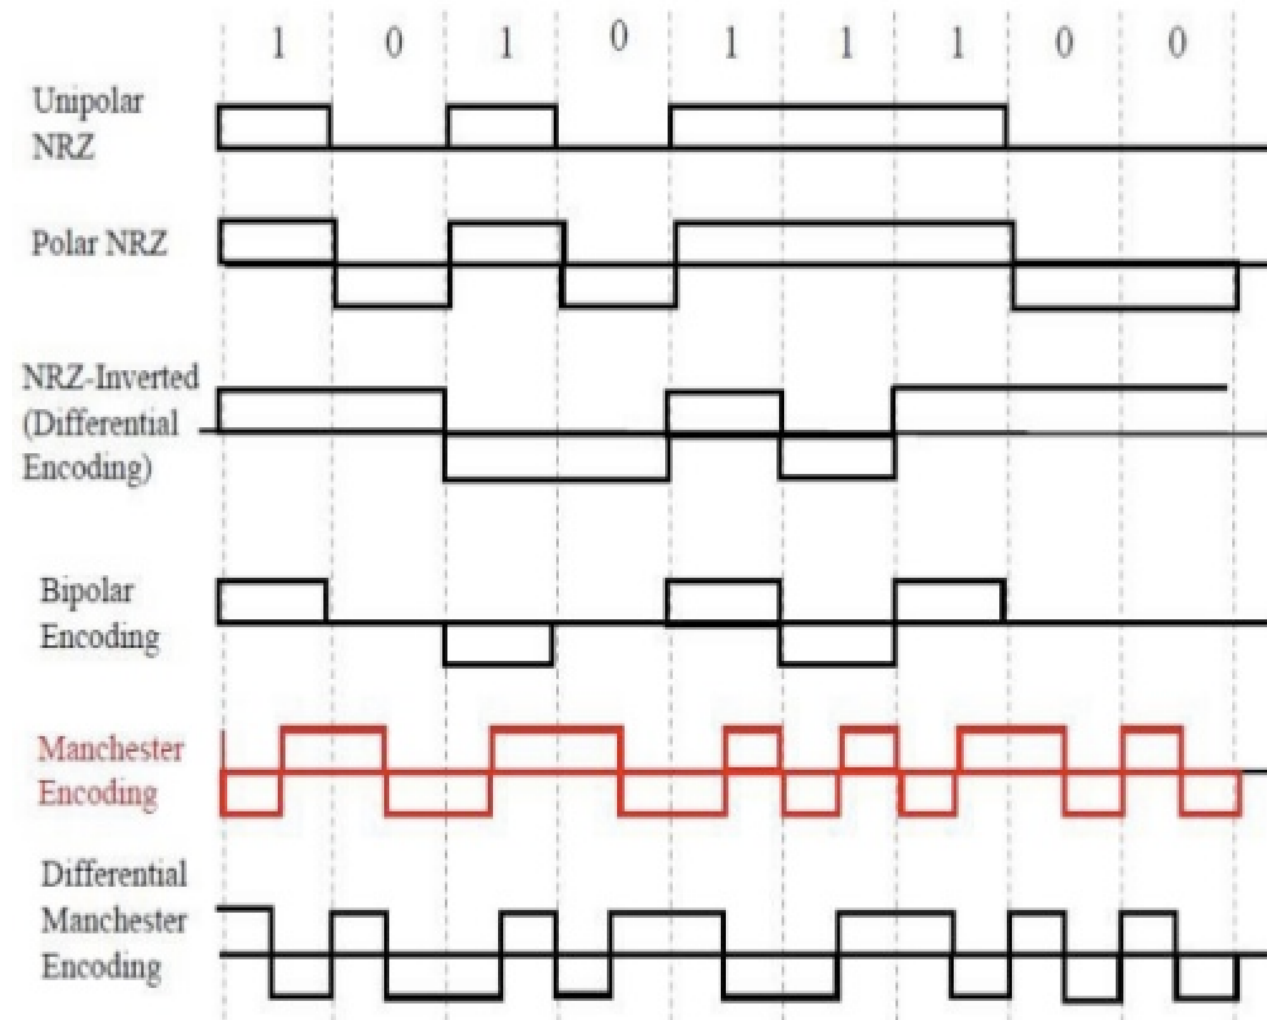 1 0 1 0 1 1 1 0 0
Unipolar
NRZ
Polar NRZ
NRZ-Inverted
(Differential
Encoding)
Bipolar
Encoding
Manchester
Encoding
Differential
Manchester
Encoding